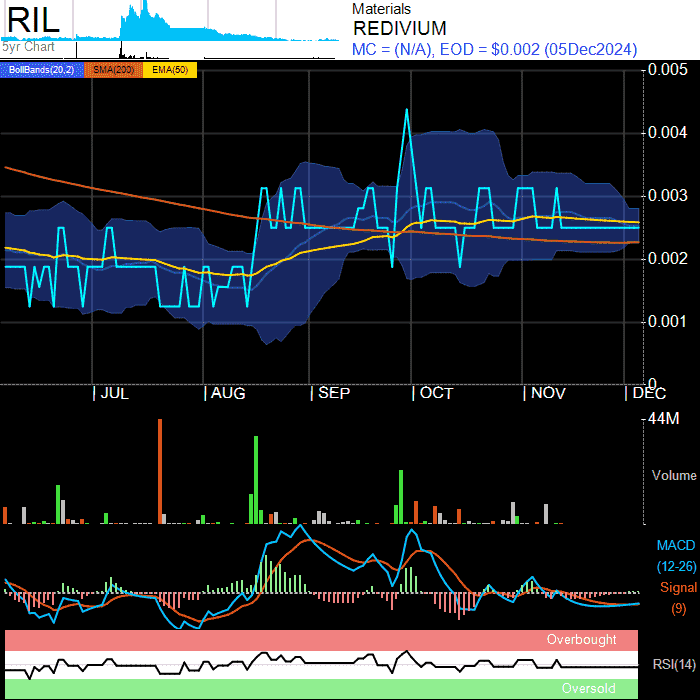 RIL
5yr Chart
Materials
REDIVIUM
MC = (N/A), EOD = $0.002 (05Dec2024)
BollBands(20,2) SMA(200) EMA(50)
0.005
0.004
0.003
0.002
0.001
0
JUL AUG SEP OCT NOV DEC
44M
Volume
MACD
(12-26)
Signal
(9)
Overbought
RSI(14)
Oversold